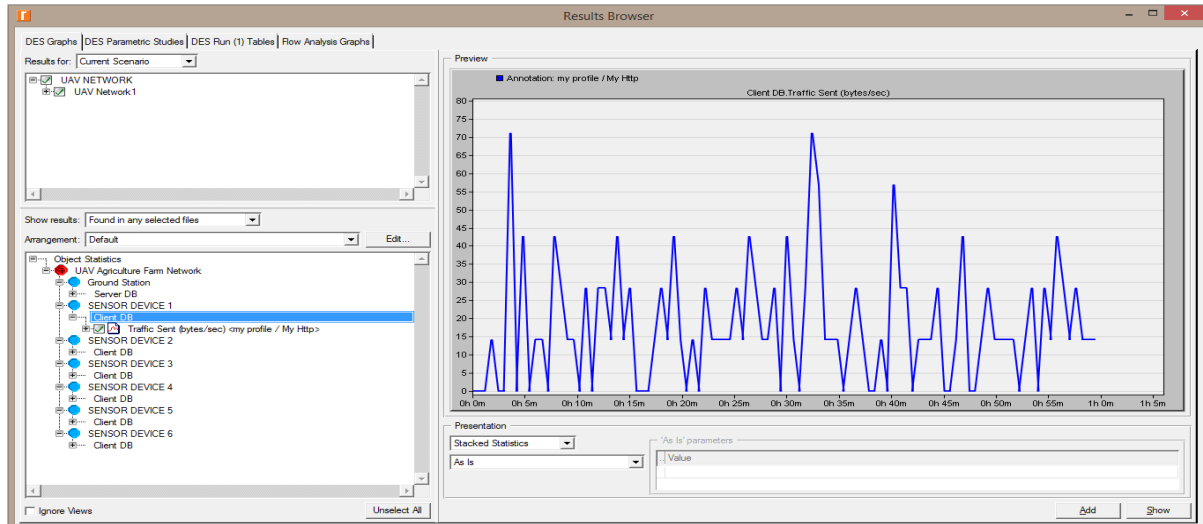 Results Browser
DES Graphs DES Parametric Studies DES Run (1) Tables Flow Analysis Graphs
Results for: Current Scenario
UAV NETWORK
UAV Network1
Show results: Found in any selected files
Arrangement: Default Edit...
Object Statistics
UAV Agriculture Farm Network
Ground Station
Server DB
SENSOR DEVICE 1
Client DB
Traffic Sent (bytes/sec) <my profile / My Http>
SENSOR DEVICE 2
Client DB
SENSOR DEVICE 3
Client DB
SENSOR DEVICE 4
Client DB
SENSOR DEVICE 5
Client DB
SENSOR DEVICE 6
Client DB
Ignore Views Unselect All
Preview
Annotation: my profile / My Http
Client DB.Traffic Sent (bytes/sec)
80
75
70
65
60
55
50
45
40
35
30
25
20
15
10
5
0
0h 0m 0h 5m 0h 10m 0h 15m 0h 20m 0h 25m 0h 30m 0h 35m 0h 40m 0h 45m 0h 50m 0h 55m 1h 0m 1h 5m
Presentation
Stacked Statistics
As Is
'As Is' parameters
... Value
Add Show